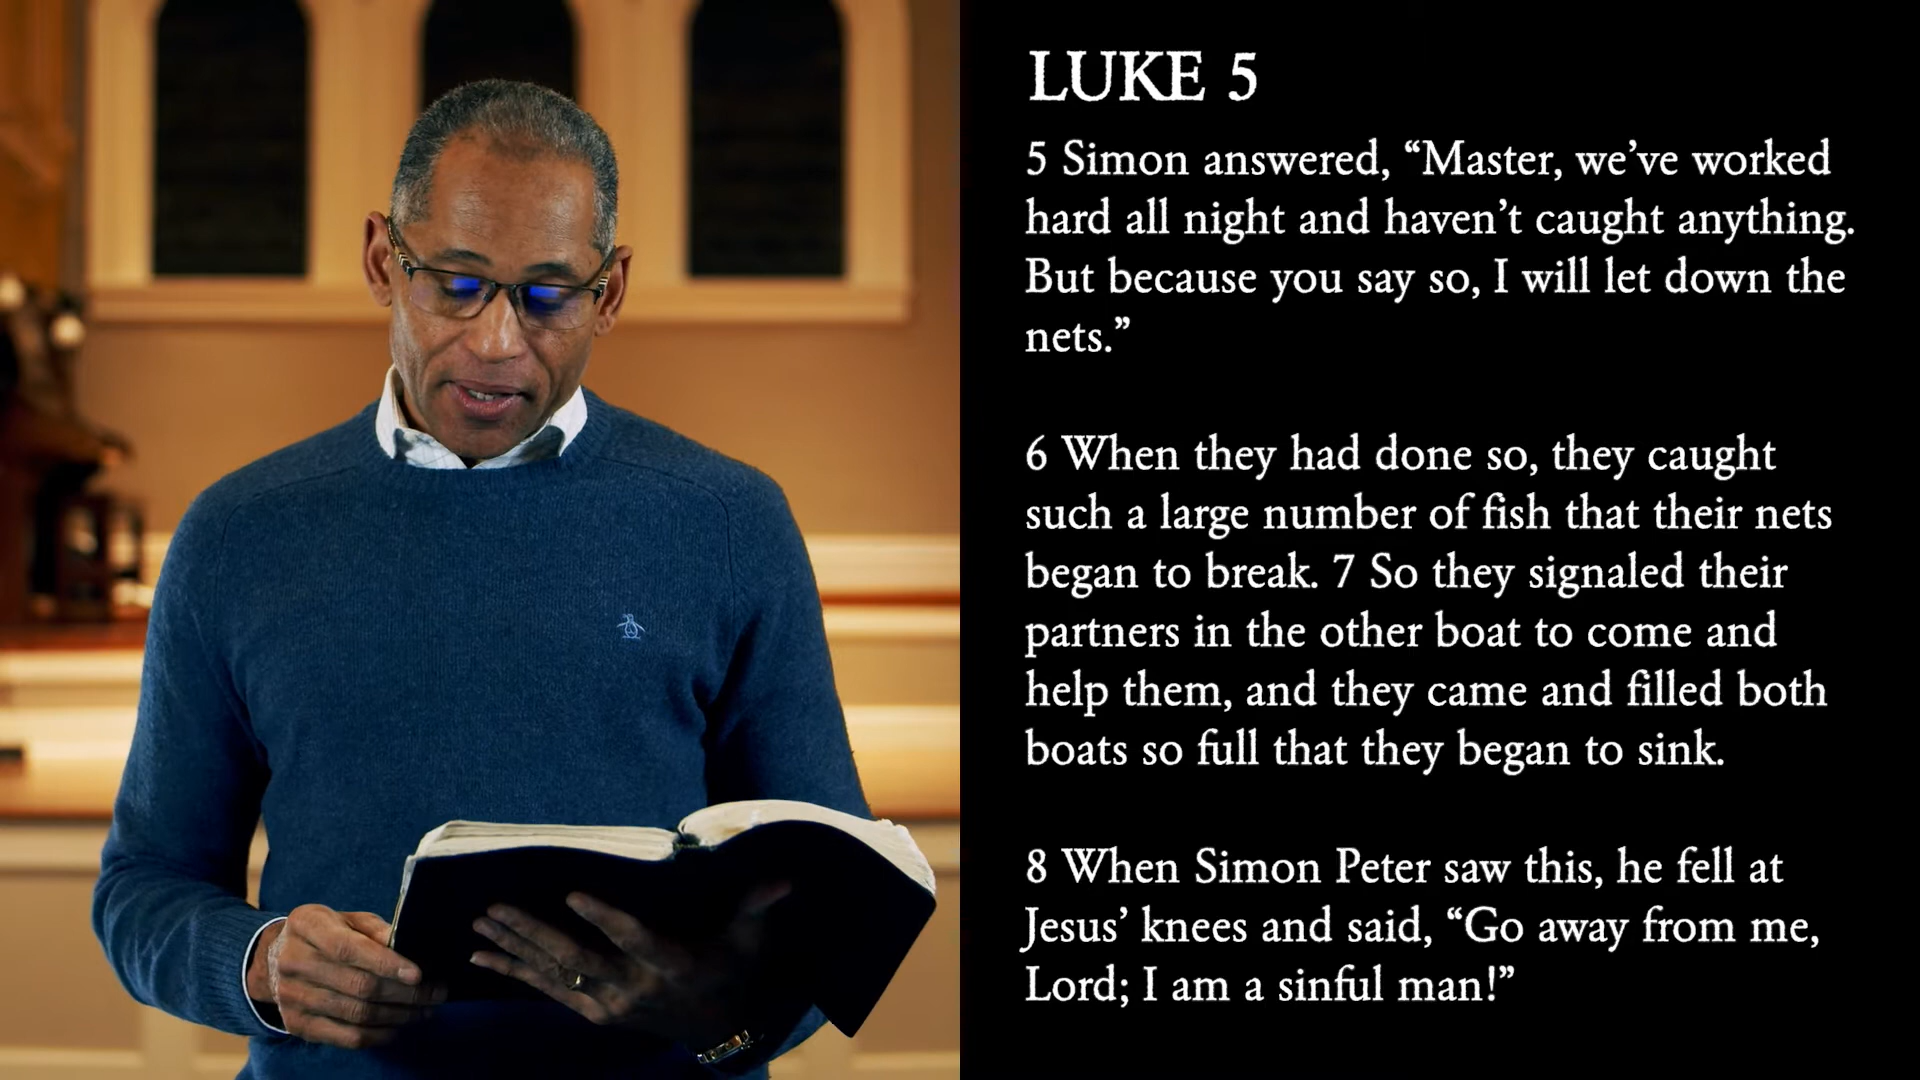 LUKE 5
5 Simon answered, “Master, we’ve worked
hard all night and haven’t caught anything.
But because you say so, I will let down the
nets.”
6 When they had done so, they caught
such a large number of fish that their nets
began to break. 7 So they signaled their
partners in the other boat to come and
help them, and they came and filled both
boats so full that they began to sink.
8 When Simon Peter saw this, he fell at
Jesus’ knees and said, “Go away from me,
Lord; I am a sinful man!”